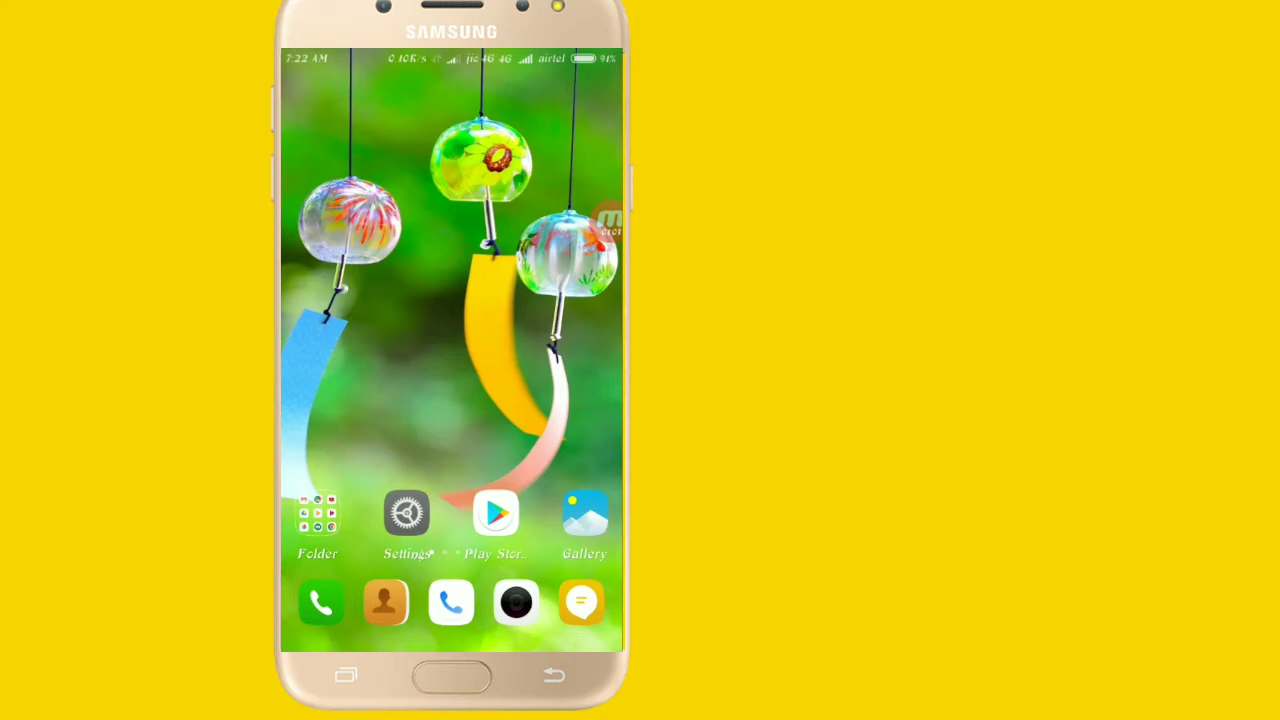 SAMSUNG
7:22 AM 0.10K/s jio 4G 4G airtel 91%
Folder Settings Play Stor.. Gallery